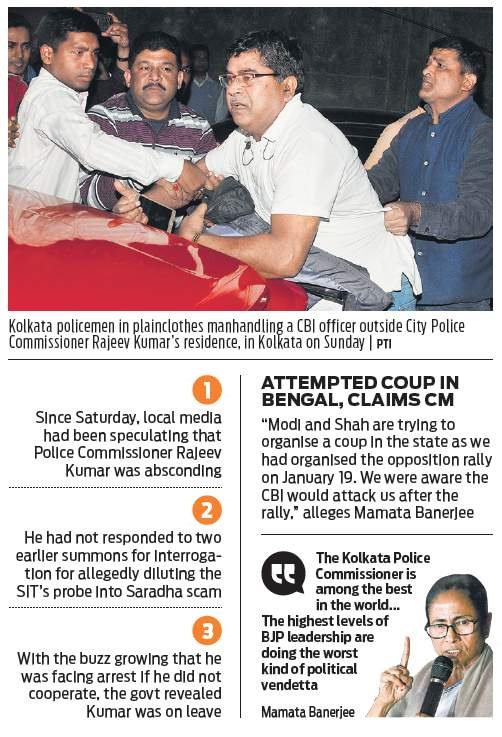 Kolkata policemen in plainclothes manhandling a CBI officer outside City Police
Commissioner Rajeev Kumar's residence, in Kolkata on Sunday | PTI
1
Since Saturday, local media
had been speculating that
Police Commissioner Rajeev
Kumar was absconding
2
He had not responded to two
earlier summons for interroga-
tion for allegedly diluting the
SIT's probe into Saradha scam
3
With the buzz growing that he
was facing arrest if he did not
cooperate, the govt revealed
Kumar was on leave
ATTEMPTED COUP IN
BENGAL, CLAIMS CM
“Modi and Shah are trying to
organise a coup in the state as we
had organised the opposition rally
on January 19. We were aware the
CBI would attack us after the
rally,” alleges Mamata Banerjee
The Kolkata Police
Commissioner is
among the best
in the world...
The highest levels of
BJP leadership are
doing the worst
kind of political
vendetta
Mamata Banerjee